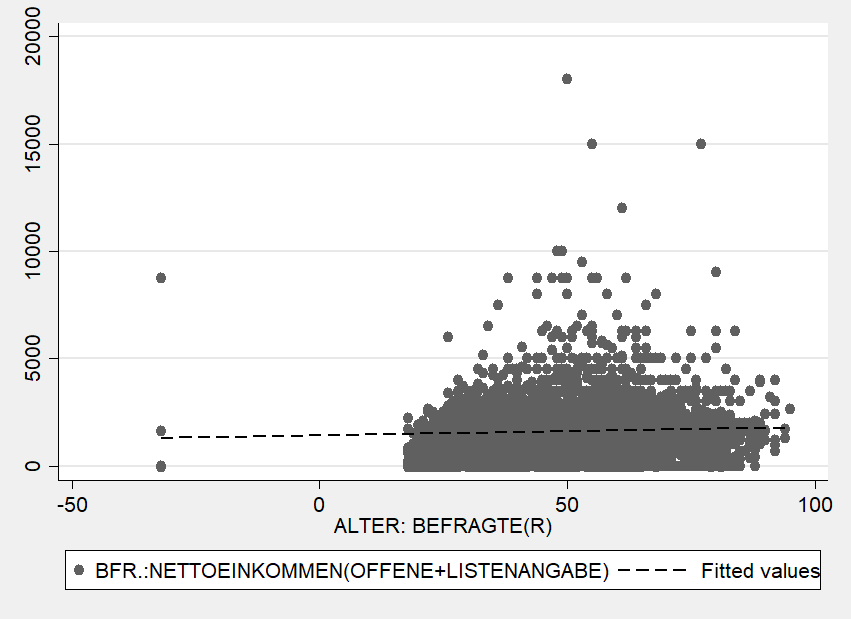 20000
15000
10000
5000
0
-50 0 50 100
ALTER: BEFRAGTE(R)
BFR.:NETTOEINKOMMEN(OFFENE+LISTENANGABE) Fitted values